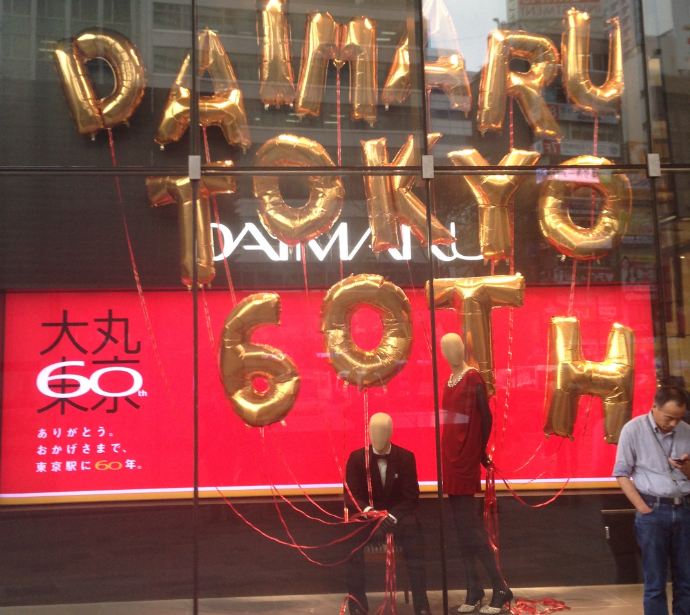 DAIMARU
TOKYO
DAIMARU
60TH
大丸
東京
60th
ありがとう。
おかげさまで、
東京駅に60年。